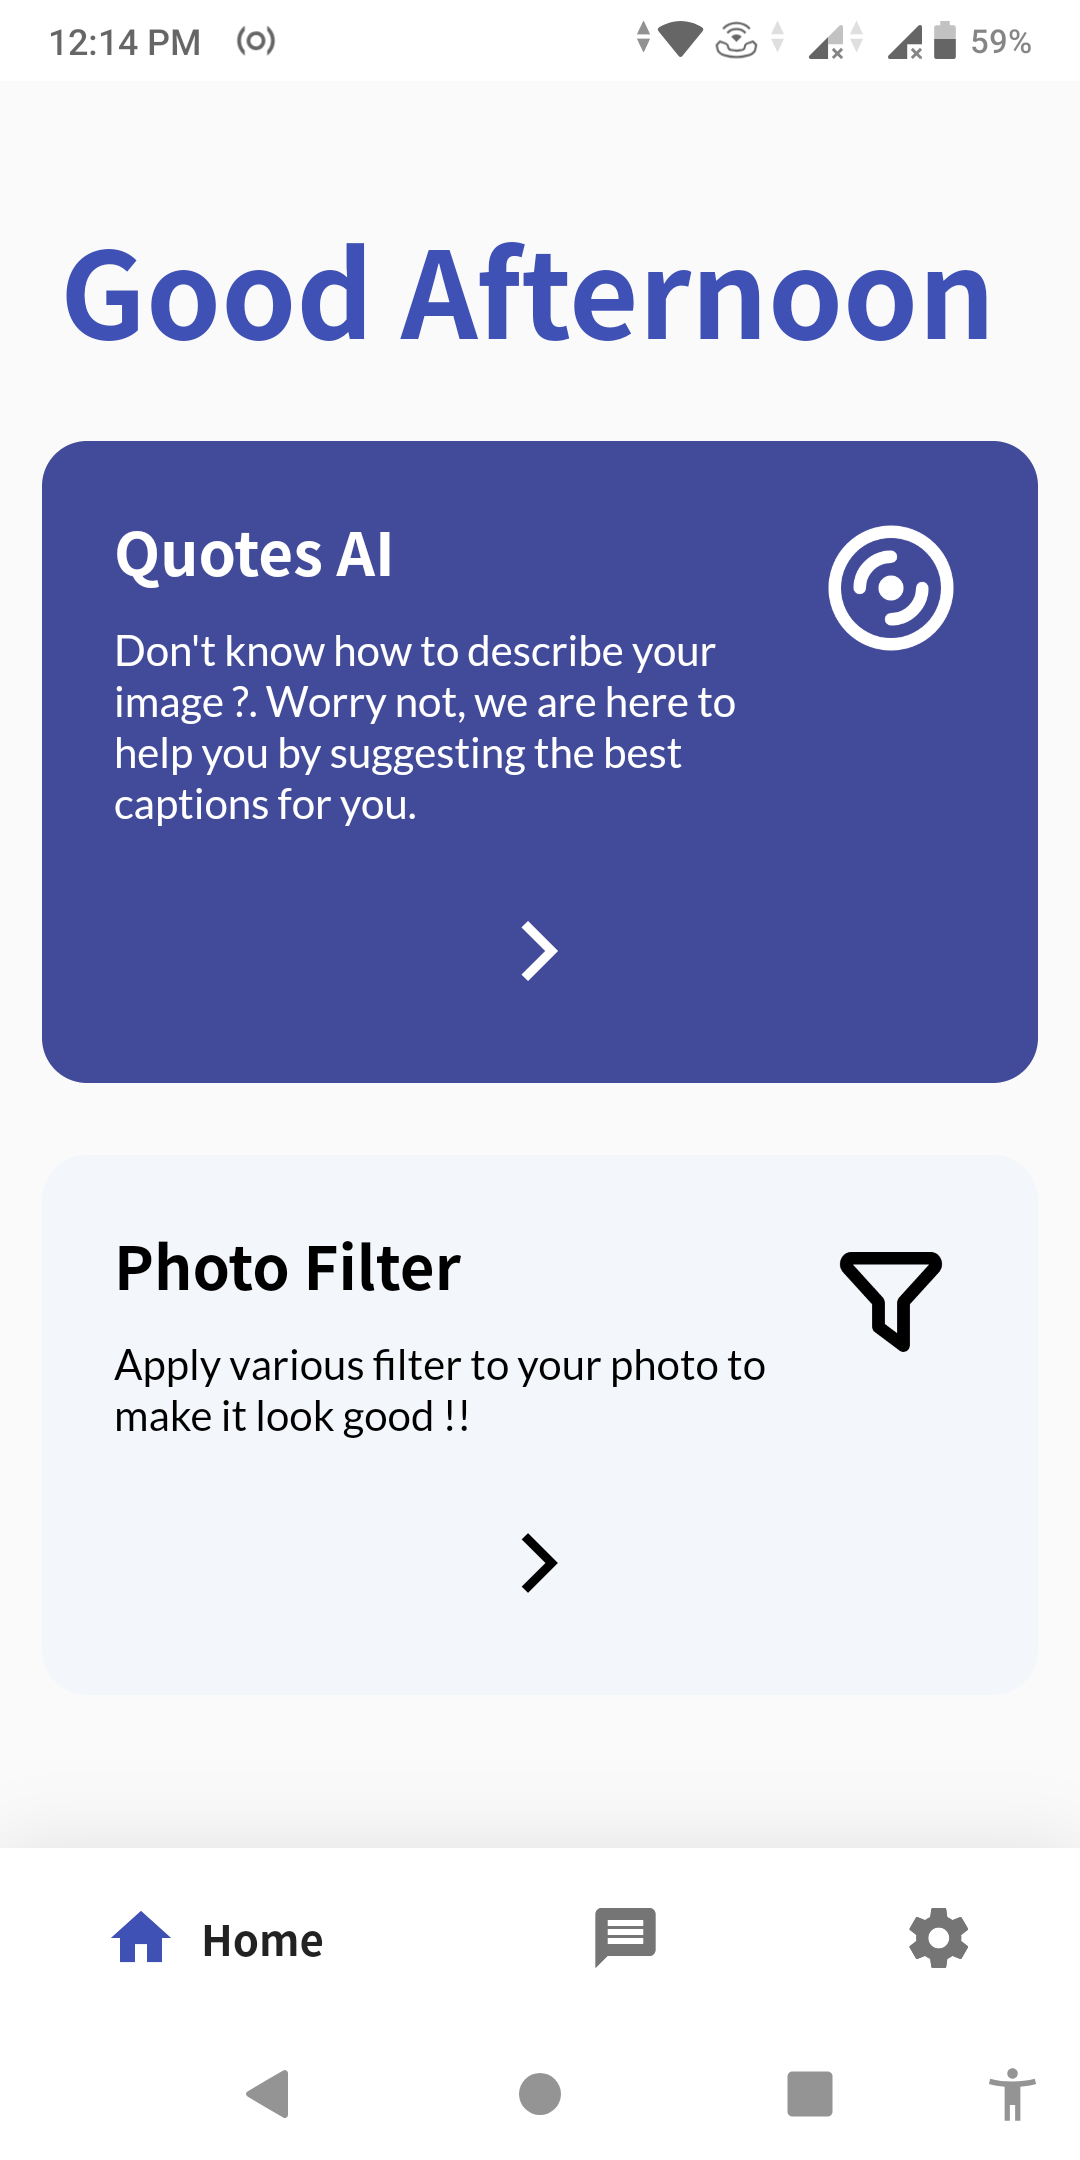 12:14 PM
59%
Good Afternoon
Quotes AI
Don't know how to describe your
image ?. Worry not, we are here to
help you by suggesting the best
captions for you.
Photo Filter
Apply various filter to your photo to
make it look good !!
Home